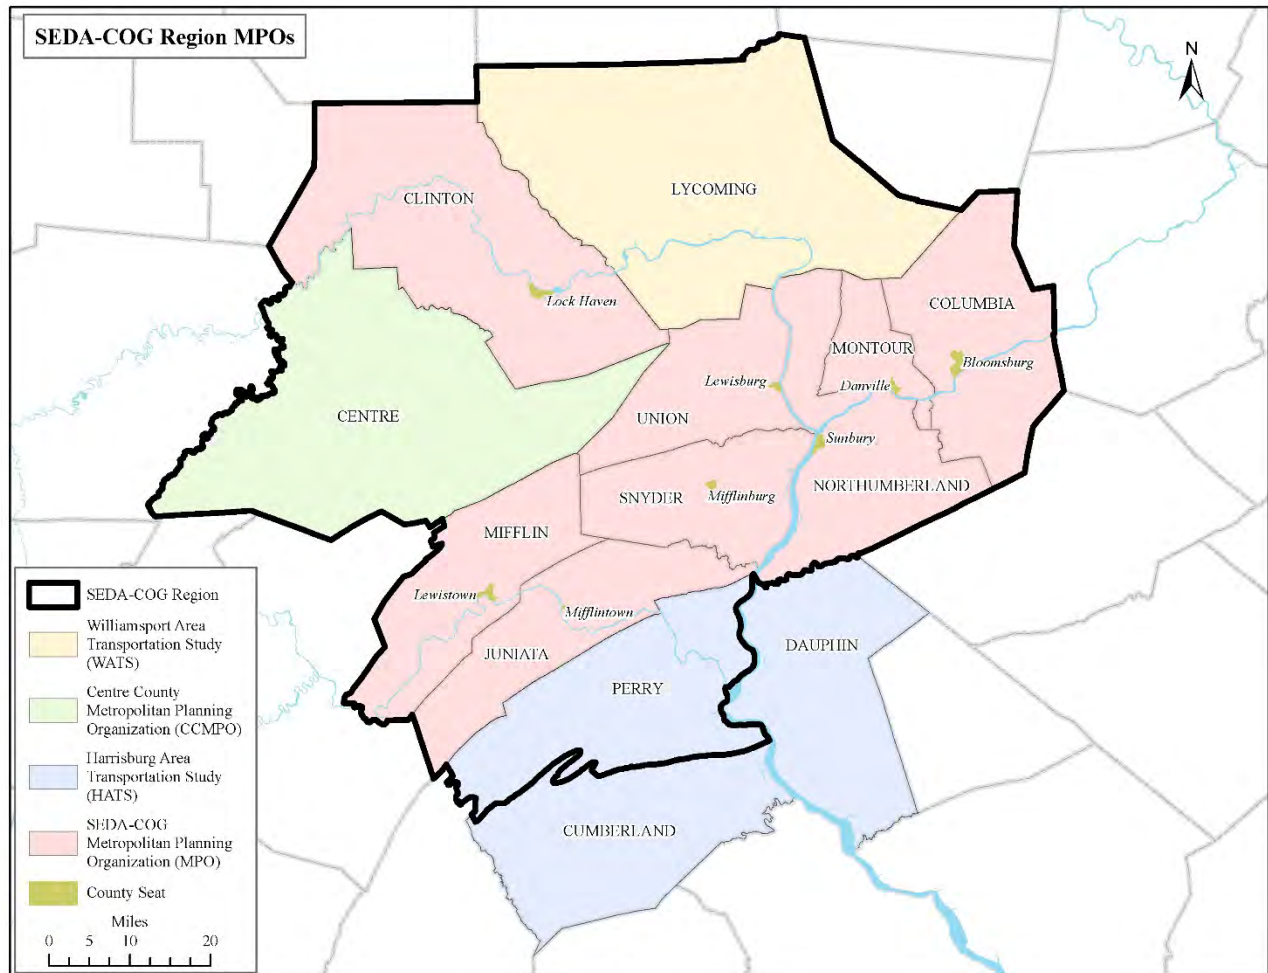 SEDA-COG Region MPOs
N
LYCOMING
CLINTON
Lock Haven
COLUMBIA
MONTOUR
Bloomsburg
Lewisburg
Danville
CENTRE
UNION
Sunbury
SNYDER
Mifflinburg
NORTHUMBERLAND
MIFFLIN
Lewistown
Mifflintown
JUNIATA
DAUPHIN
PERRY
CUMBERLAND
SEDA-COG Region
Williamsport Area
Transportation Study
(WATS)
Centre County
Metropolitan Planning
Organization (CCMPO)
Harrisburg Area
Transportation Study
(HATS)
SEDA-COG
Metropolitan Planning
Organization (MPO)
County Seat
Miles
0 5 10 20